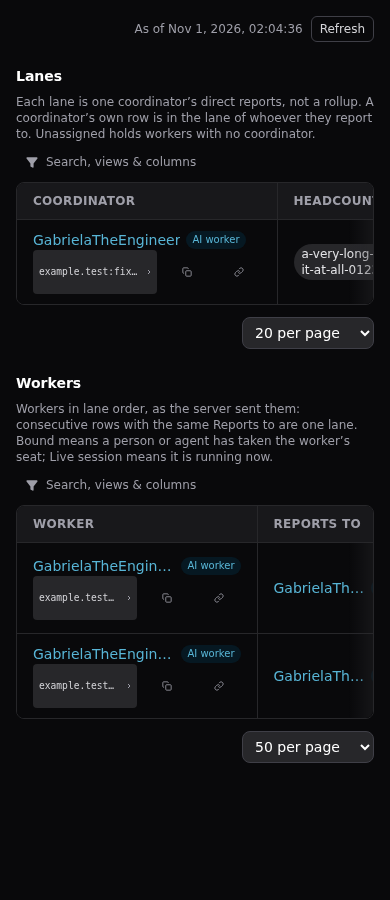 As of Nov 1, 2026, 02:04:36 Refresh
Lanes
Each lane is one coordinator’s direct reports, not a rollup. A
coordinator’s own row is in the lane of whoever they report
to. Unassigned holds workers with no coordinator.
Search, views & columns
COORDINATOR HEADCOUNT
GabrielaTheEngineer AI worker
example.test:fix… ›
a-very-long-
it-at-all-012
20 per page
Workers
Workers in lane order, as the server sent them:
consecutive rows with the same Reports to are one lane.
Bound means a person or agent has taken the worker’s
seat; Live session means it is running now.
Search, views & columns
WORKER REPORTS TO
GabrielaTheEngin… AI worker
example.test… ›
GabrielaTh…
GabrielaTheEngin… AI worker
example.test… ›
GabrielaTh…
50 per page